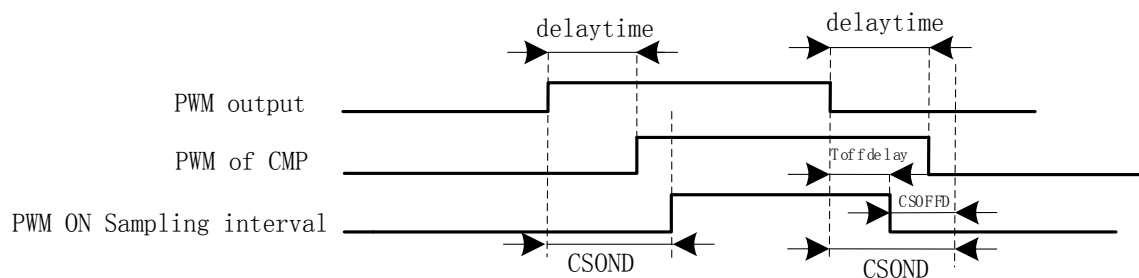 delaytime
delaytime
PWM output
PWM of CMP
Toffdelay
PWM ON Sampling interval
CSOFFD
CSOND
CSOND